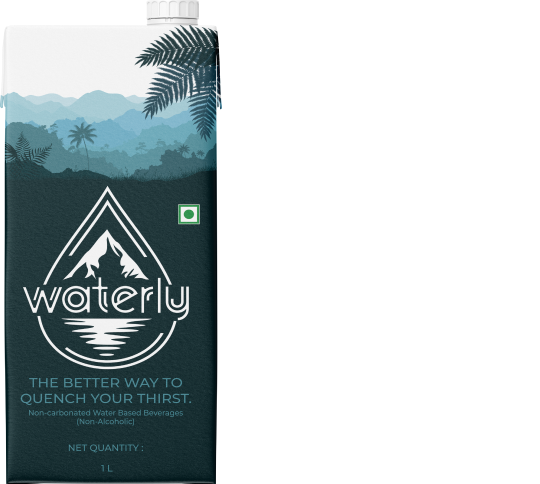 waterly
THE BETTER WAY TO
QUENCH YOUR THIRST.
Non-carbonated Water Based Beverages
(Non-Alcoholic)
NET QUANTITY :
1 L